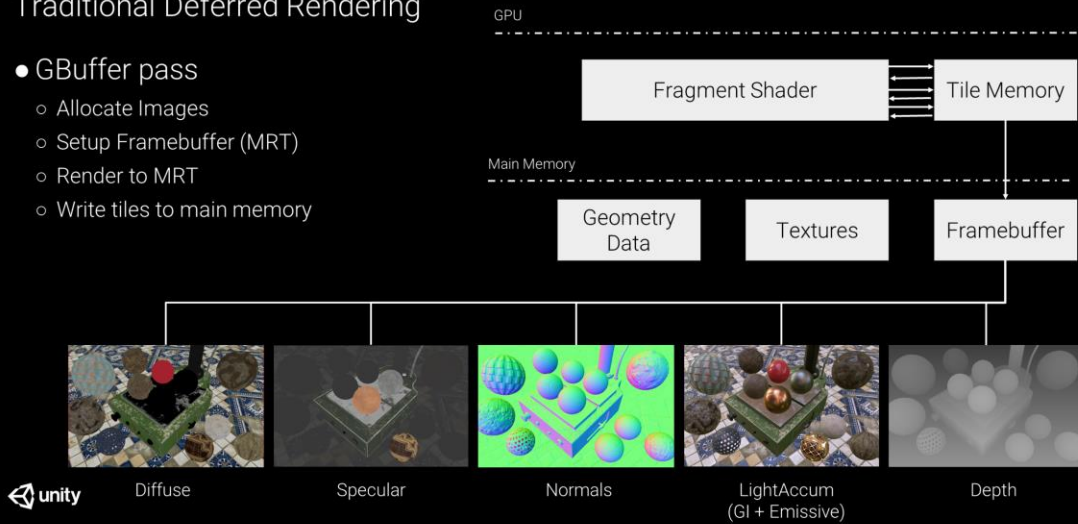 Traditional Deferred Rendering
● GBuffer pass
○ Allocate Images
○ Setup Framebuffer (MRT)
○ Render to MRT
○ Write tiles to main memory
GPU
Fragment Shader
Tile Memory
Main Memory
Geometry
Data
Textures
Framebuffer
Diffuse
Specular
Normals
LightAccum
(GI + Emissive)
Depth
unity